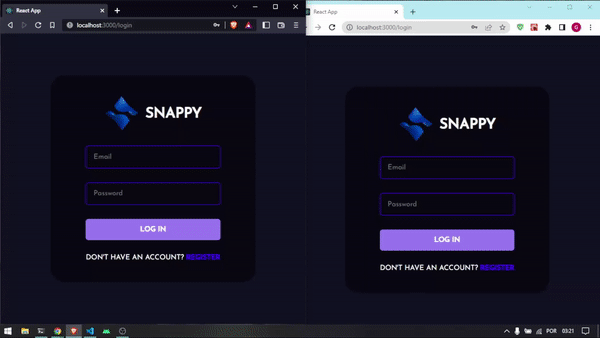 React App
localhost:3000/login
SNAPPY
Email
Password
LOG IN
DON'T HAVE AN ACCOUNT? REGISTER
React App
localhost:3000/login
G
SNAPPY
Email
Password
LOG IN
DON'T HAVE AN ACCOUNT? REGISTER
POR
03:21